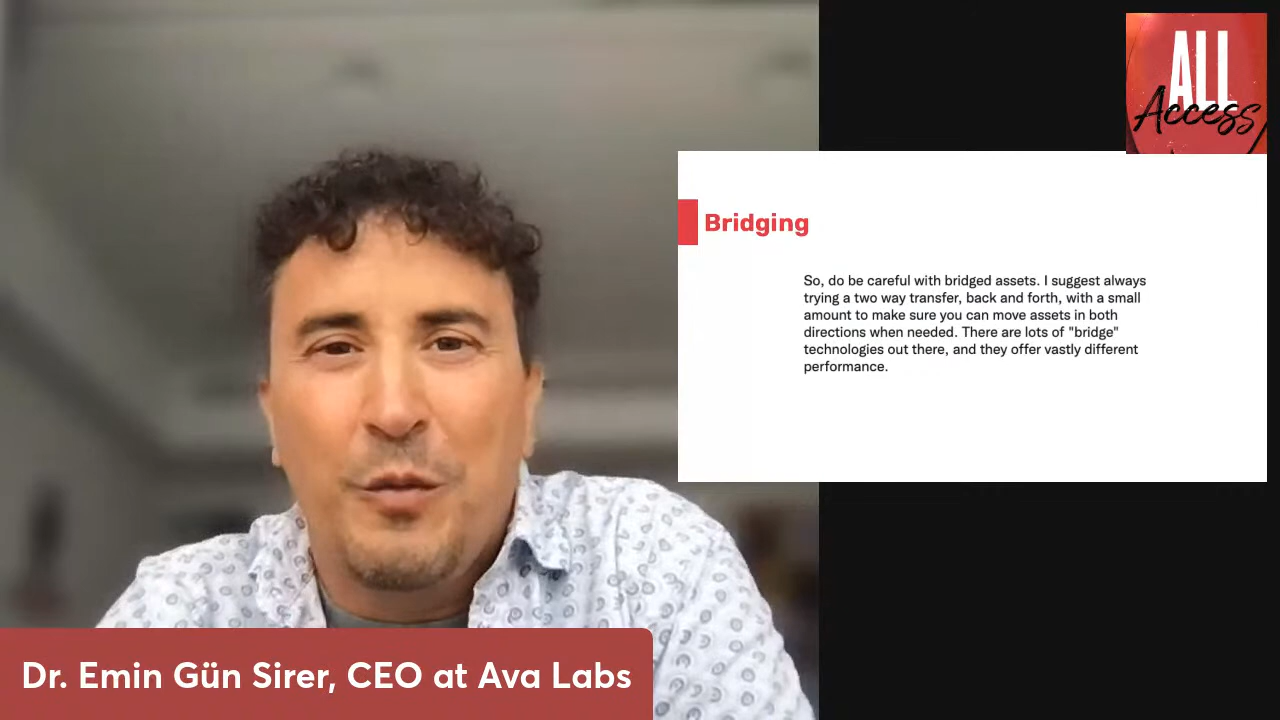 ALL
Access
Bridging
So, do be careful with bridged assets. I suggest always
trying a two way transfer, back and forth, with a small
amount to make sure you can move assets in both
directions when needed. There are lots of "bridge"
technologies out there, and they offer vastly different
performance.
Dr. Emin Gün Sirer, CEO at Ava Labs